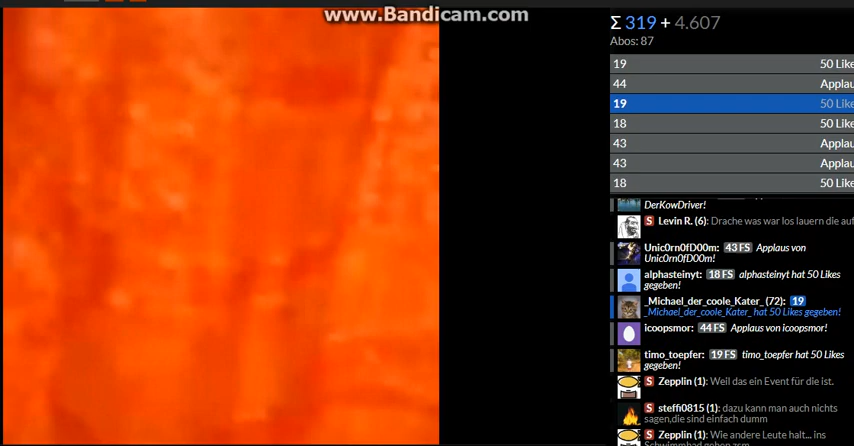 www.Bandicam.com
Σ 319 + 4.607
Abos: 87
19 50 Like
44 Applau
19 50 Like
18 50 Like
43 Applau
43 Applau
18 50 Like
DerKowDriver!
S Levin R. (6): Drache was war los lauern die auf
Unic0rn0fD00m: 43 FS Applaus von
Unic0rn0fD00m!
alphasteinyt: 18 FS alphasteinyt hat 50 Likes
gegeben!
_Michael_der_coole_Kater_ (72): 19
_Michael_der_coole_Kater_ hat 50 Likes gegeben!
icoopsmor: 44 FS Applaus von icoopsmor!
timo_toepfer: 19 FS timo_toepfer hat 50 Likes
gegeben!
S Zepplin (1): Weil das ein Event für die ist.
S steffi0815 (1): dazu kann man auch nichts
sagen,die sind einfach dumm
S Zepplin (1): Wie andere Leute halt... ins
Schwimmbad gehen zsm